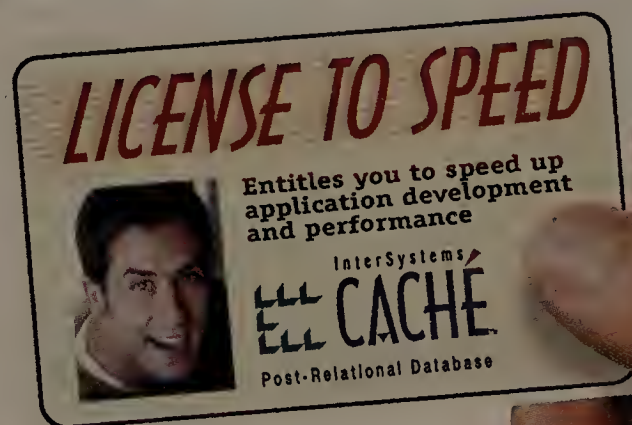 LICENSE TO SPEED
Entitles you to speed up
application development
and performance
InterSystems
CACHÉ
Post-Relational Database